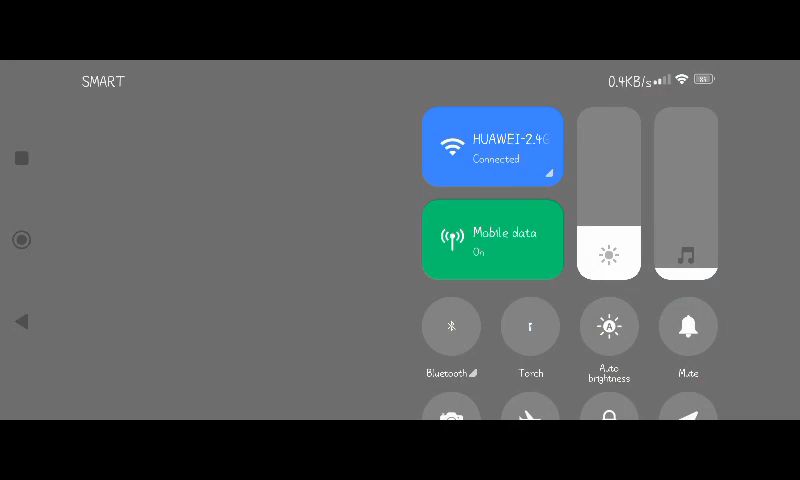 SMART
0.4KB/s
HUAWEI-2.4G
Connected
Mobile data
On
Bluetooth
Torch
Auto
brightness
A
Mute